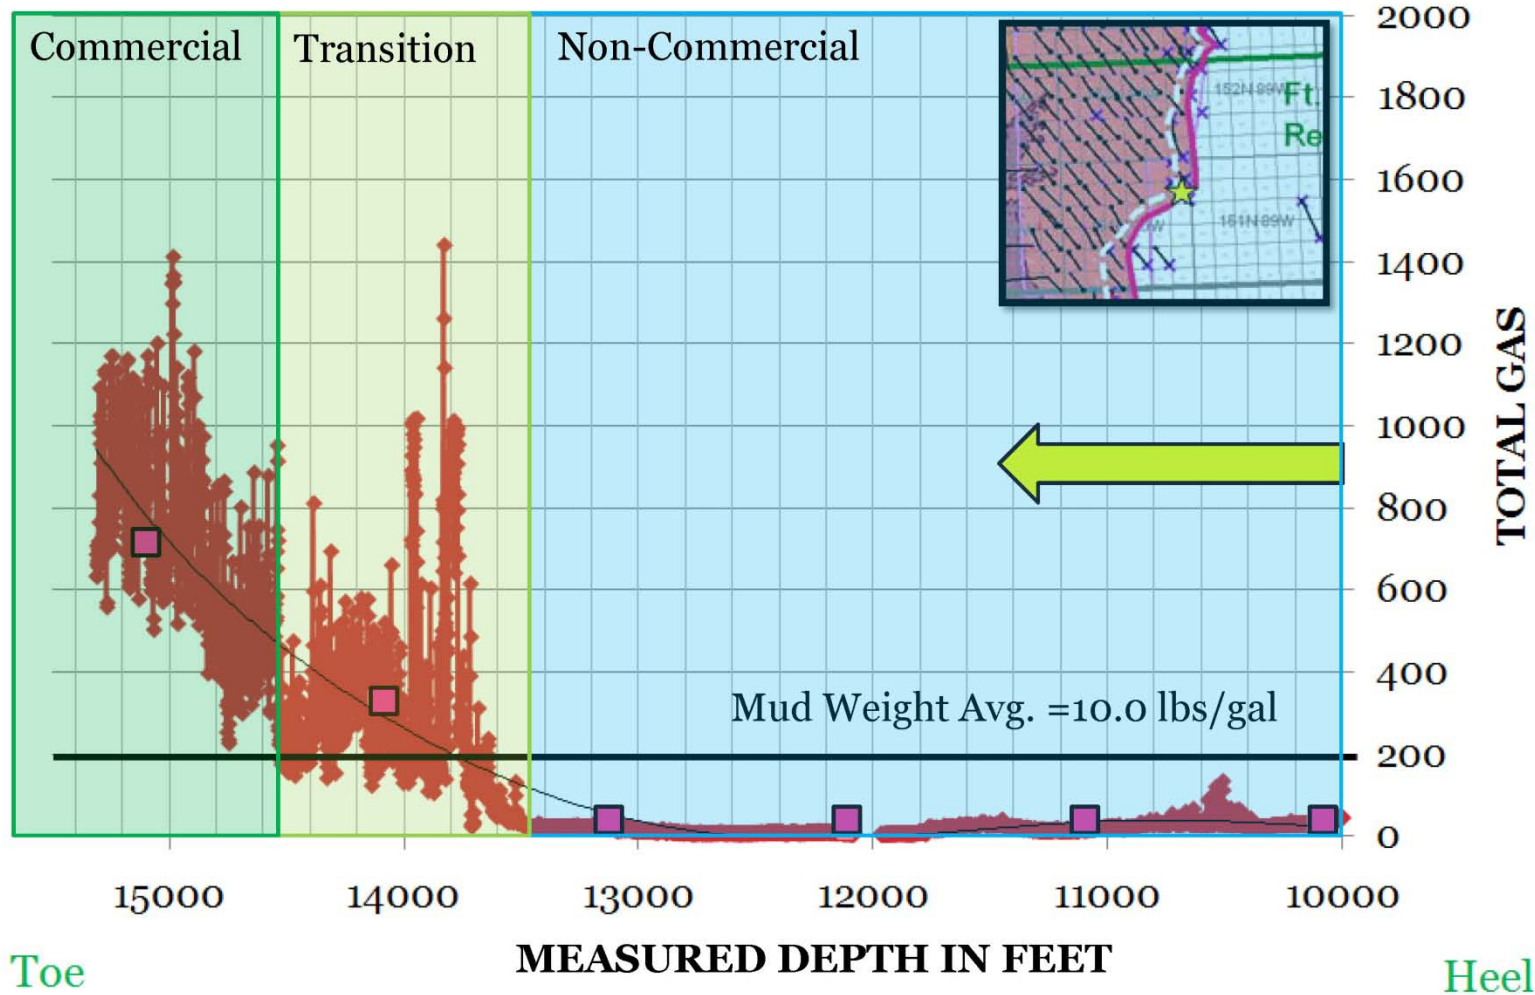 Commercial
Transition
Non-Commercial
152N 89W
Ft.
Re
151N 89W
Mud Weight Avg. =10.0 lbs/gal
2000
1800
1600
1400
1200
1000
800
600
400
200
0
TOTAL GAS
15000
14000
13000
12000
11000
10000
MEASURED DEPTH IN FEET
Toe
Heel